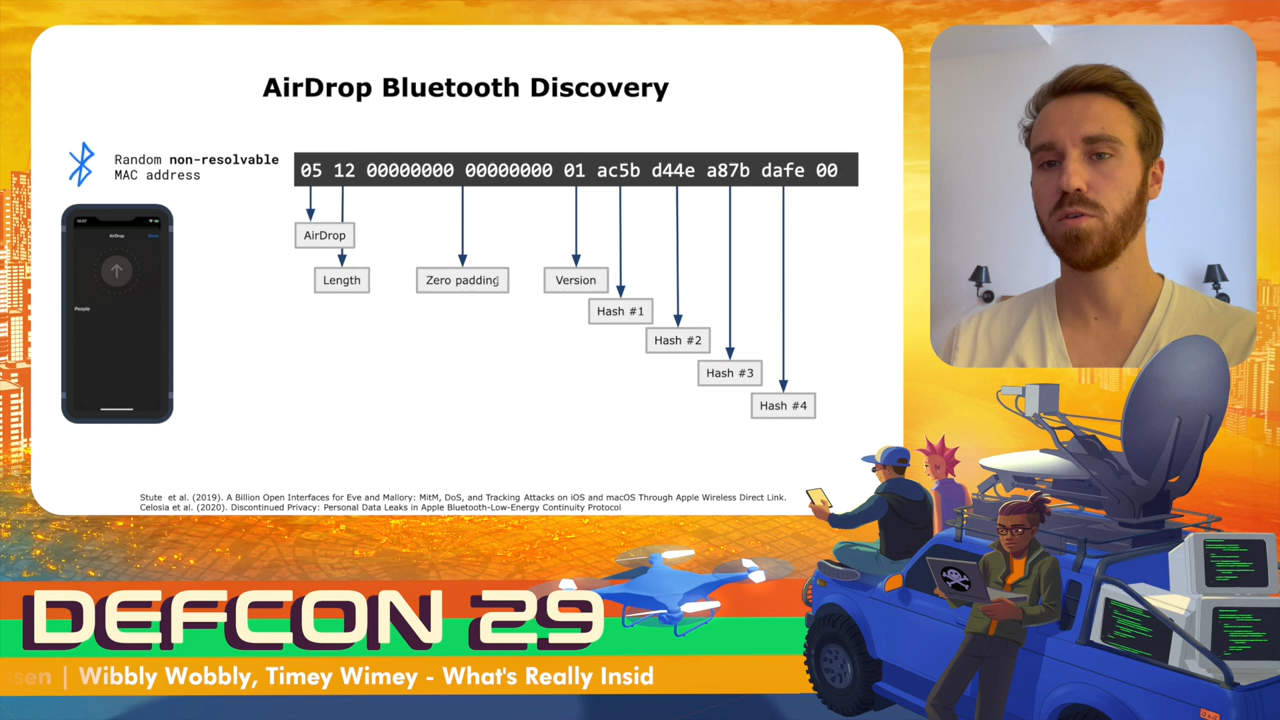 AirDrop Bluetooth Discovery
Random non-resolvable
MAC address
05 12 00000000 00000000 01 ac5b d44e a87b dafe 00
AirDrop
Length
Zero padding
Version
Hash #1
Hash #2
Hash #3
Hash #4
AirDrop
People
Stute et al. (2019). A Billion Open Interfaces for Eve and Mallory: MitM, DoS, and Tracking Attacks on iOS and macOS Through Apple Wireless Direct Link.
Celosia et al. (2020). Discontinued Privacy: Personal Data Leaks in Apple Bluetooth-Low-Energy Continuity Protocol
DEFCON 29
ssen | Wibbly Wobbly, Timey Wimey - What's Really Insid